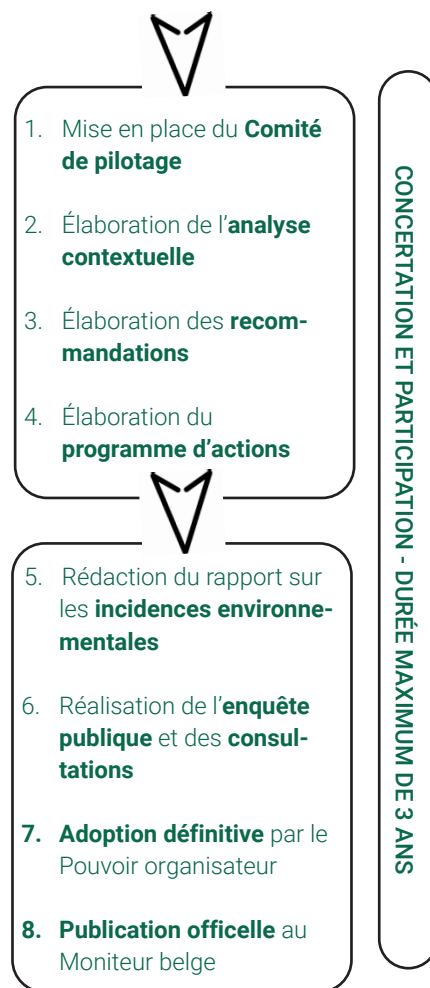 1. Mise en place du Comité
de pilotage
2. Élaboration de l'analyse
contextuelle
3. Élaboration des recom-
mandations
4. Élaboration du
programme d'actions
5. Rédaction du rapport sur
les incidences environne-
mentales
6. Réalisation de l'enquête
publique et des consul-
tations
7. Adoption définitive par le
Pouvoir organisateur
8. Publication officelle au
Moniteur belge
CONCERTATION ET PARTICIPATION - DURÉE MAXIMUM DE 3 ANS